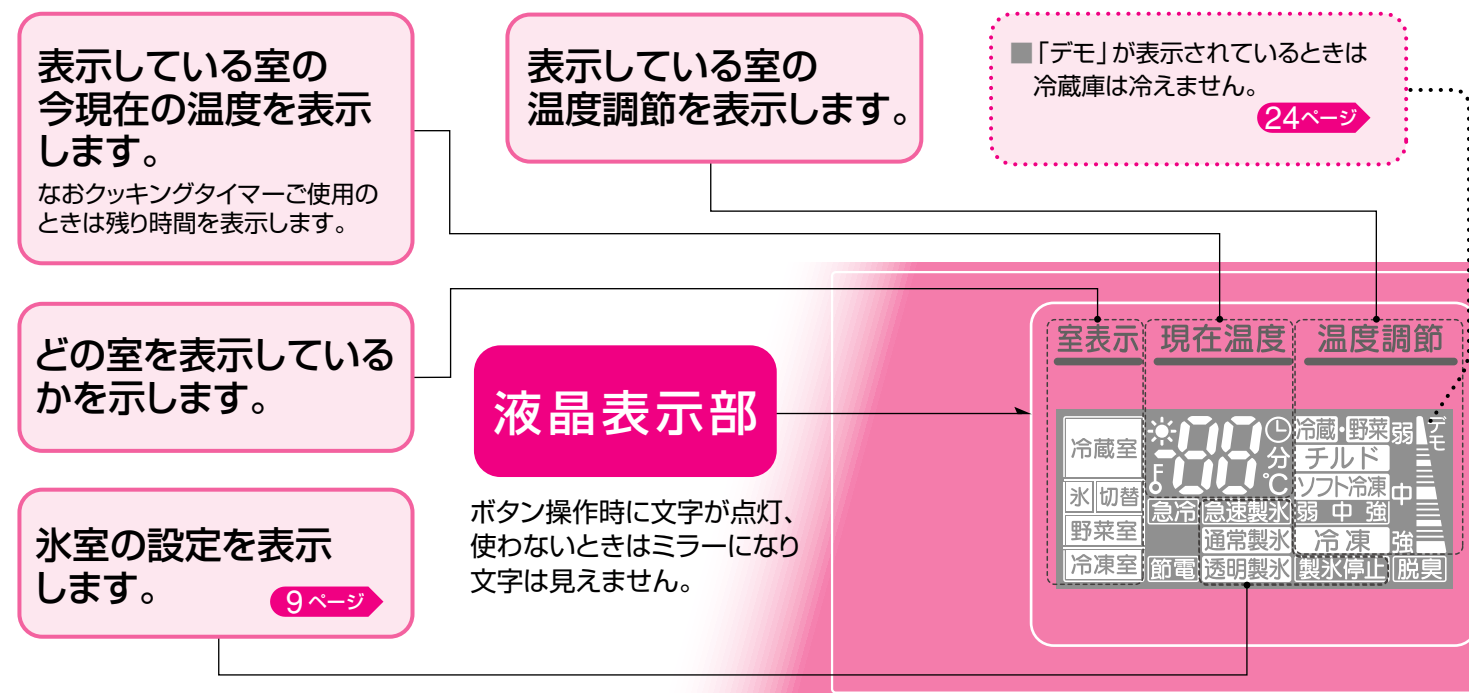 表示している室の
今現在の温度を表示
します。
なおクッキングタイマーご使用の
ときは残り時間を表示します。
表示している室の
温度調節を表示します。
■「デモ」が表示されているときは
冷蔵庫は冷えません。
24ページ
どの室を表示している
かを示します。
氷室の設定を表示
します。
9ページ
液晶表示部
ボタン操作時に文字が点灯、
使わないときはミラーになり
文字は見えません。
室表示 現在温度 温度調節
冷蔵室
氷 切替
野菜室
冷凍室
-88 分 ℃
F
急冷 急速製氷
通常製氷
節電 透明製氷 製氷停止 脱臭
冷蔵・野菜
チルド
ソフト冷凍
弱 中 強
冷凍
弱
中
強
デモ